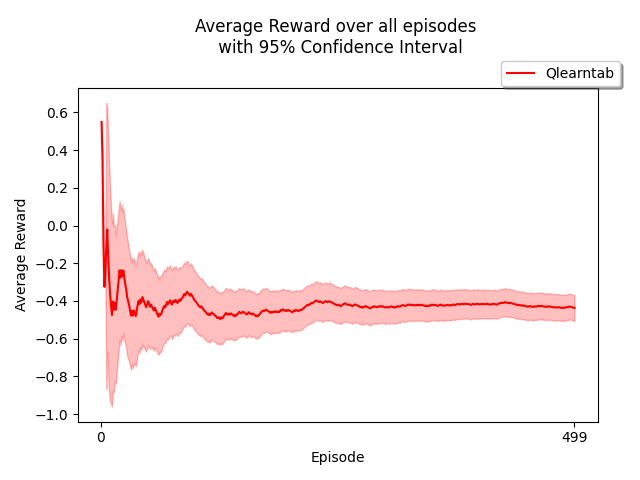 Average Reward over all episodes
with 95% Confidence Interval
Qlearntab
0.6
0.4
0.2
0.0
−0.2
−0.4
−0.6
−0.8
−1.0
Average Reward
0
499
Episode